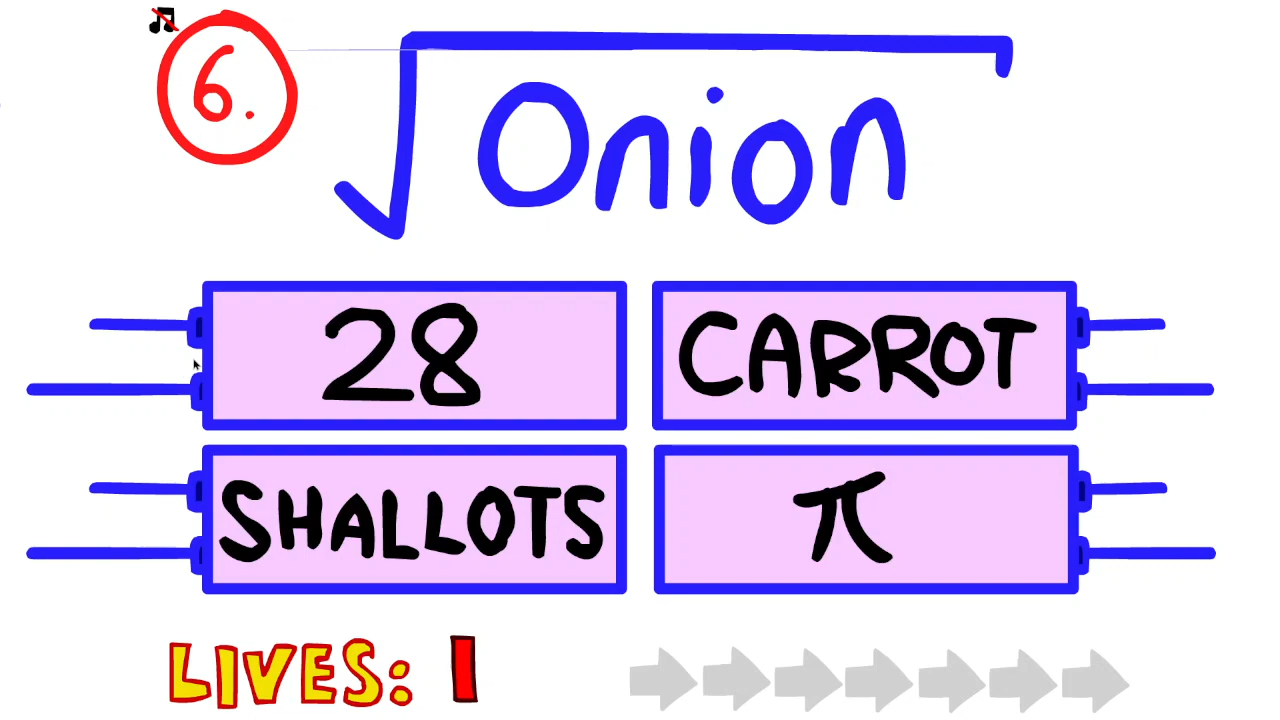 6.
√Onion
28
CARROT
SHALLOTS
π
LIVES: 1